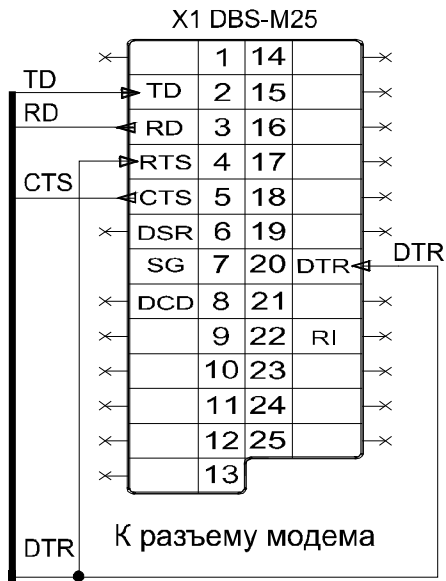 X1 DBS-M25
1 14
TD
TD 2 15
RD
RD 3 16
RTS 4 17
CTS
CTS 5 18
DSR 6 19
DTR
SG 7 20 DTR
DCD 8 21
9 22 RI
10 23
11 24
12 25
13
К разъему модема
DTR